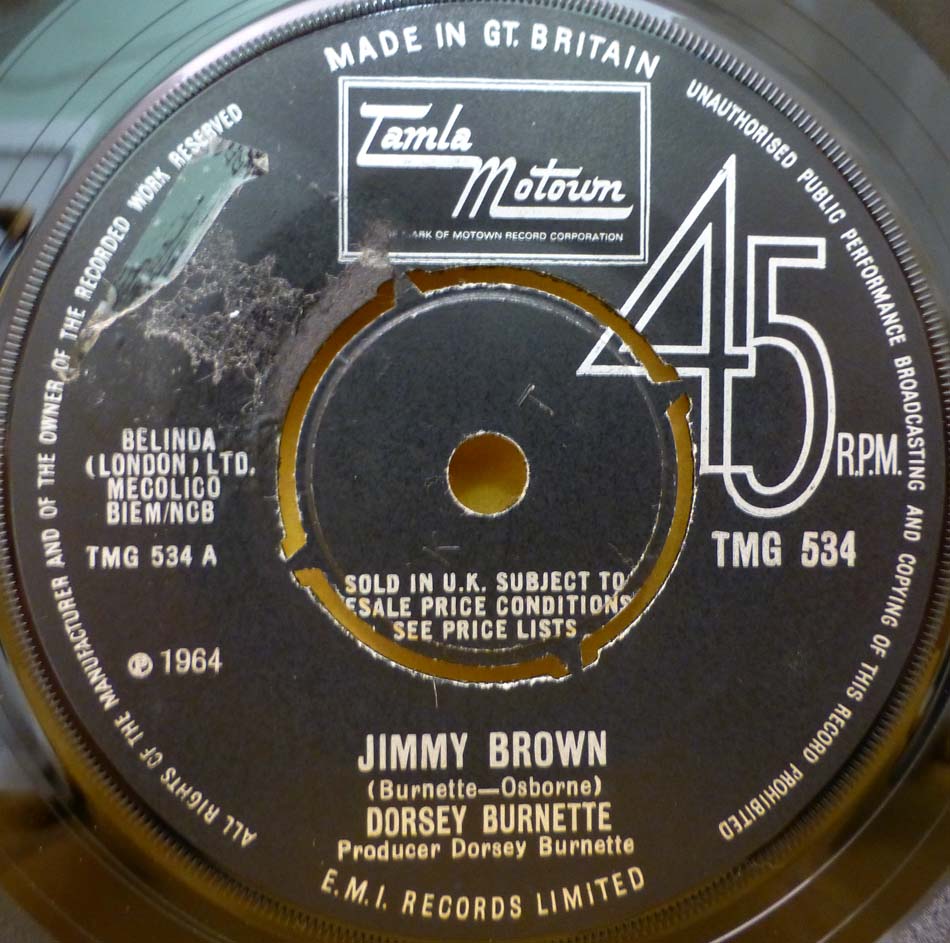 MADE IN GT. BRITAIN
Tamla
Motown
MARK OF MOTOWN RECORD CORPORATION
UNAUTHORISED PUBLIC PERFORMANCE BROADCASTING AND COPYING OF THIS RECORD PROHIBITED
ALL RIGHTS OF THE MANUFACTURER AND OF THE OWNER OF THE RECORDED WORK RESERVED
45
R.P.M.
BELINDA
(LONDON) LTD.
MECOLICO
BIEM/NCB
TMG 534 A
TMG 534
SOLD IN U.K. SUBJECT TO
ESALE PRICE CONDITIONS
SEE PRICE LISTS
℗ 1964
JIMMY BROWN
(Burnette—Osborne)
DORSEY BURNETTE
Producer Dorsey Burnette
E.M.I. RECORDS LIMITED